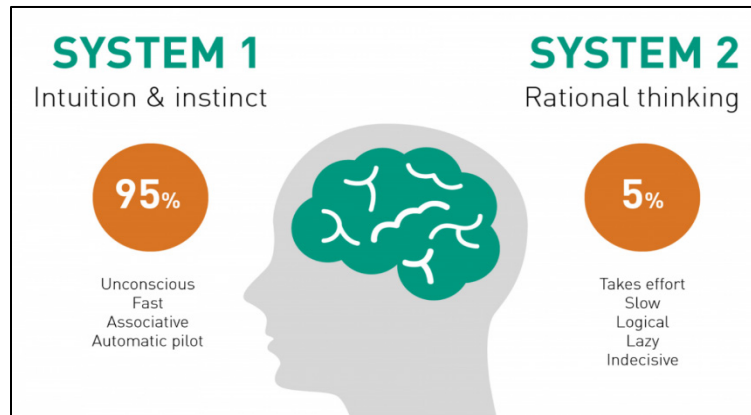 SYSTEM 1
Intuition & instinct
95%
Unconscious
Fast
Associative
Automatic pilot
SYSTEM 2
Rational thinking
5%
Takes effort
Slow
Logical
Lazy
Indecisive